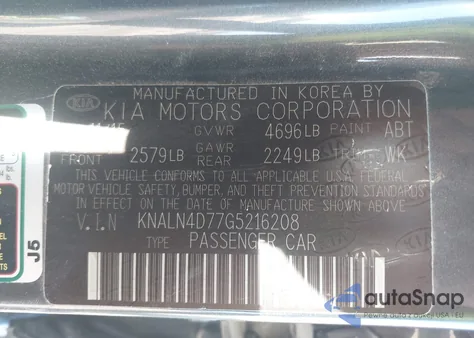 MANUFACTURED IN KOREA BY
KIA KIA MOTORS CORPORATION
GVWR 4696LB PAINT ABT
GAWR
FRONT 2579LB REAR 2249LB WK
THIS VEHICLE CONFORMS TO ALL APPLICABLE FEDERAL
MOTOR VEHICLE SAFETY, BUMPER, AND THEFT PREVENTION STANDARDS
IN EFFECT ON THE DATE OF MANUFACTURE SHOWN ABOVE.
V.I.N KNALN4D77G5216208
TYPE PASSENGER CAR
J5
autoSnap